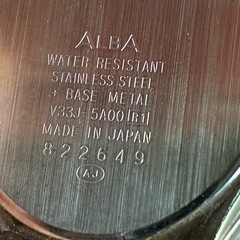 ALBA
WATER RESISTANT
STAINLESS STEEL
+ BASE METAL
V33J-5A00 R1
MADE IN JAPAN
822649
AJ